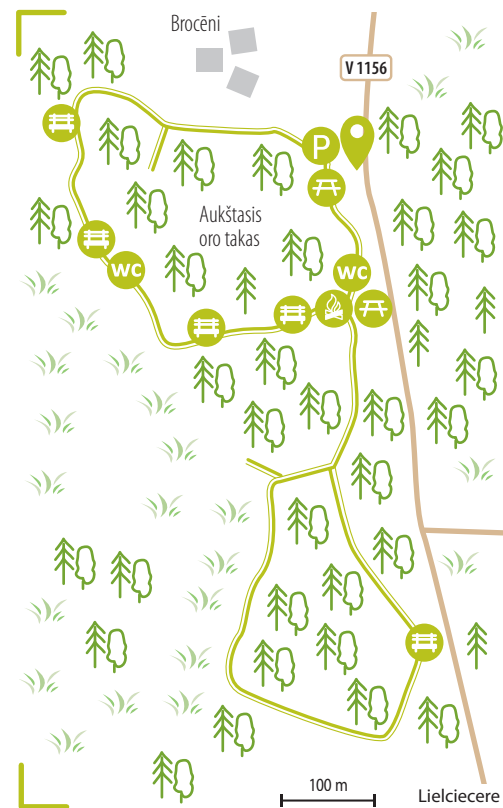 Brocēni
V 1156
P
Aukštasis
oro takas
WC
WC
100 m
Lielciecere